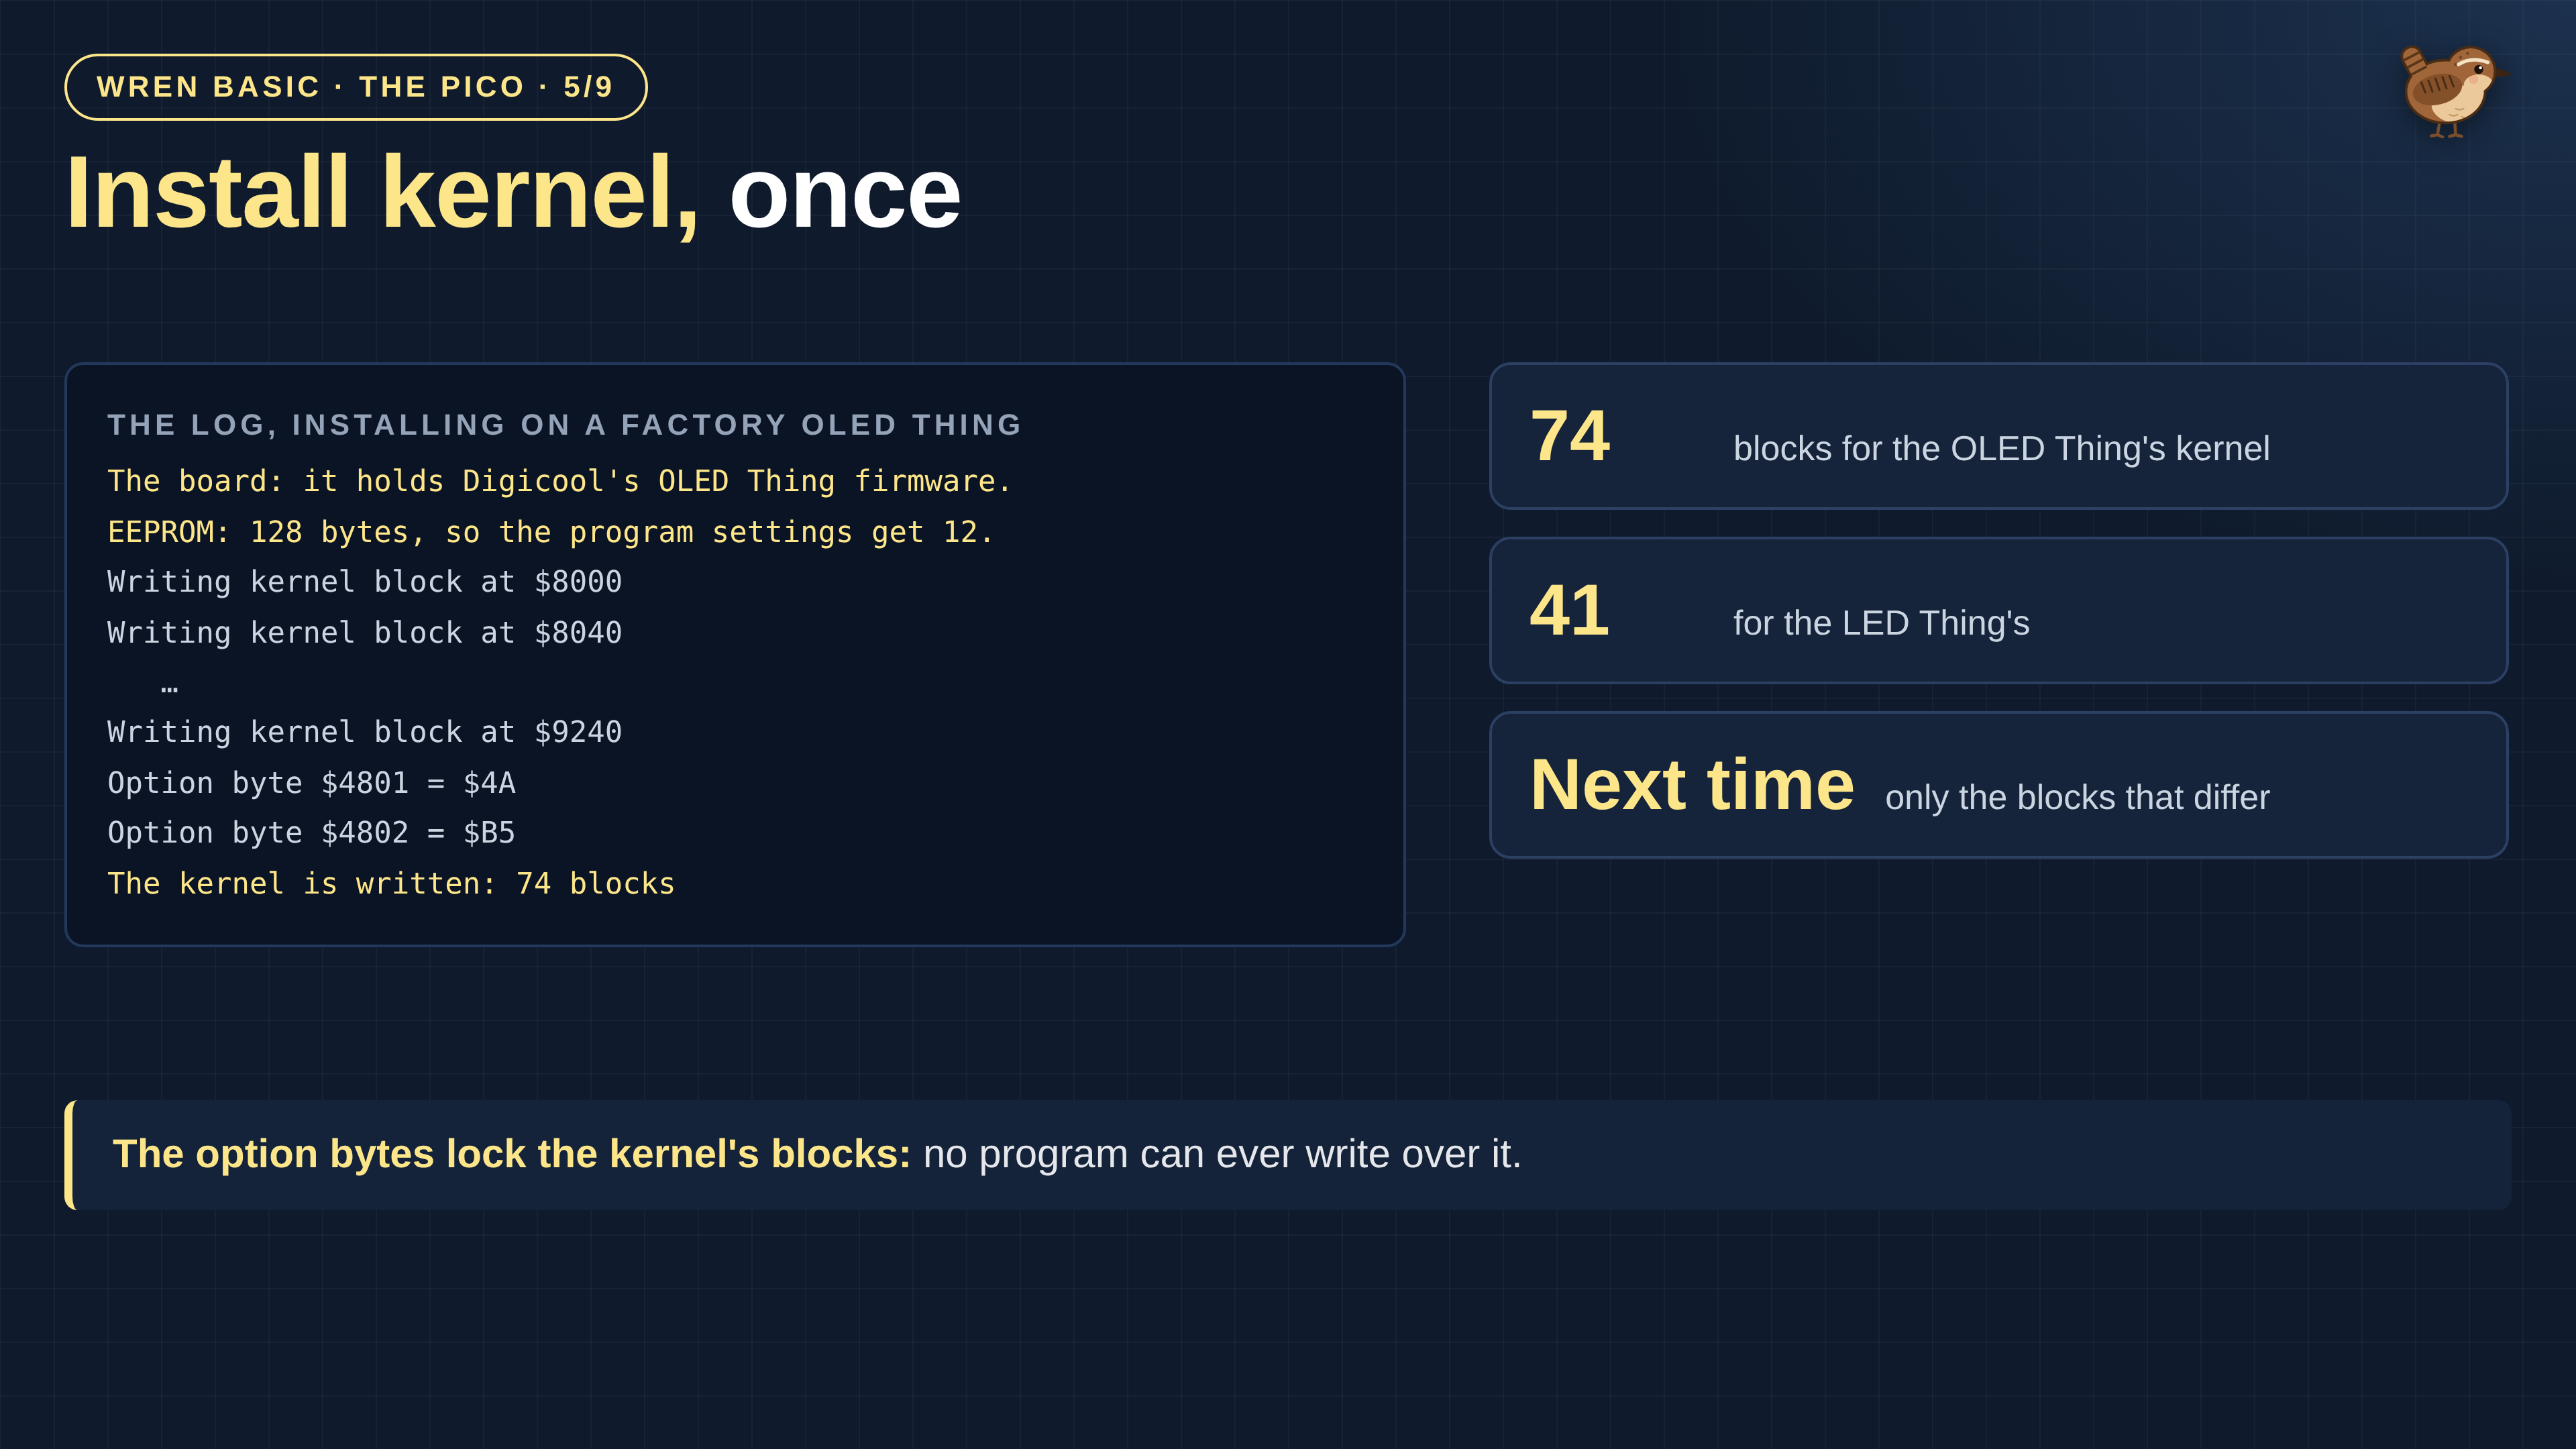 WREN BASIC · THE PICO · 5/9
Install kernel, once
THE LOG, INSTALLING ON A FACTORY OLED THING
The board: it holds Digicool's OLED Thing firmware.
EEPROM: 128 bytes, so the program settings get 12.
Writing kernel block at $8000
Writing kernel block at $8040
…
Writing kernel block at $9240
Option byte $4801 = $4A
Option byte $4802 = $B5
The kernel is written: 74 blocks
74 blocks for the OLED Thing's kernel
41 for the LED Thing's
Next time only the blocks that differ
The option bytes lock the kernel's blocks: no program can ever write over it.